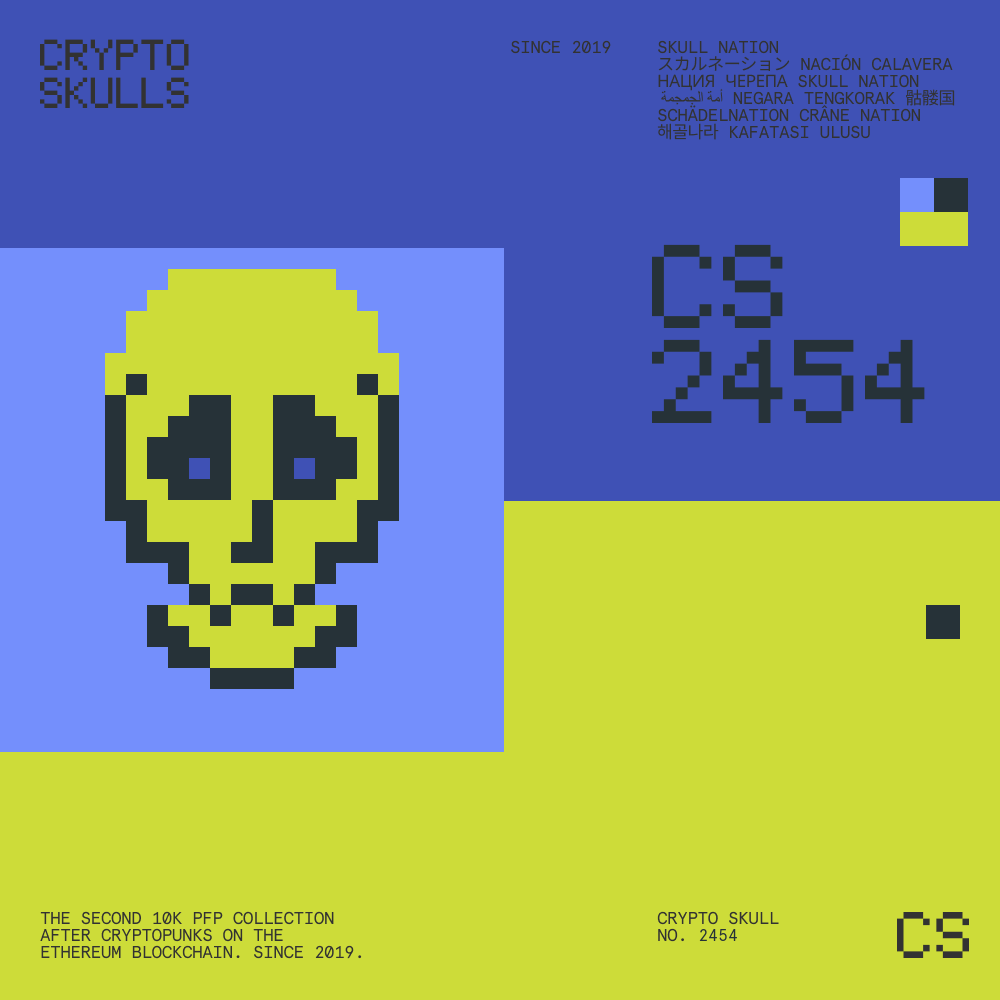 CRYPTO
SKULLS
SINCE 2019
SKULL NATION
スカルネーション NACIÓN CALAVERA
НАЦИЯ ЧЕРЕПА SKULL NATION
أمة الجمجمة NEGARA TENGKORAK 骷髅国
SCHÄDELNATION CRÂNE NATION
해골나라 KAFATASI ULUSU
CS
2454
THE SECOND 10K PFP COLLECTION
AFTER CRYPTOPUNKS ON THE
ETHEREUM BLOCKCHAIN. SINCE 2019.
CRYPTO SKULL
NO. 2454
CS